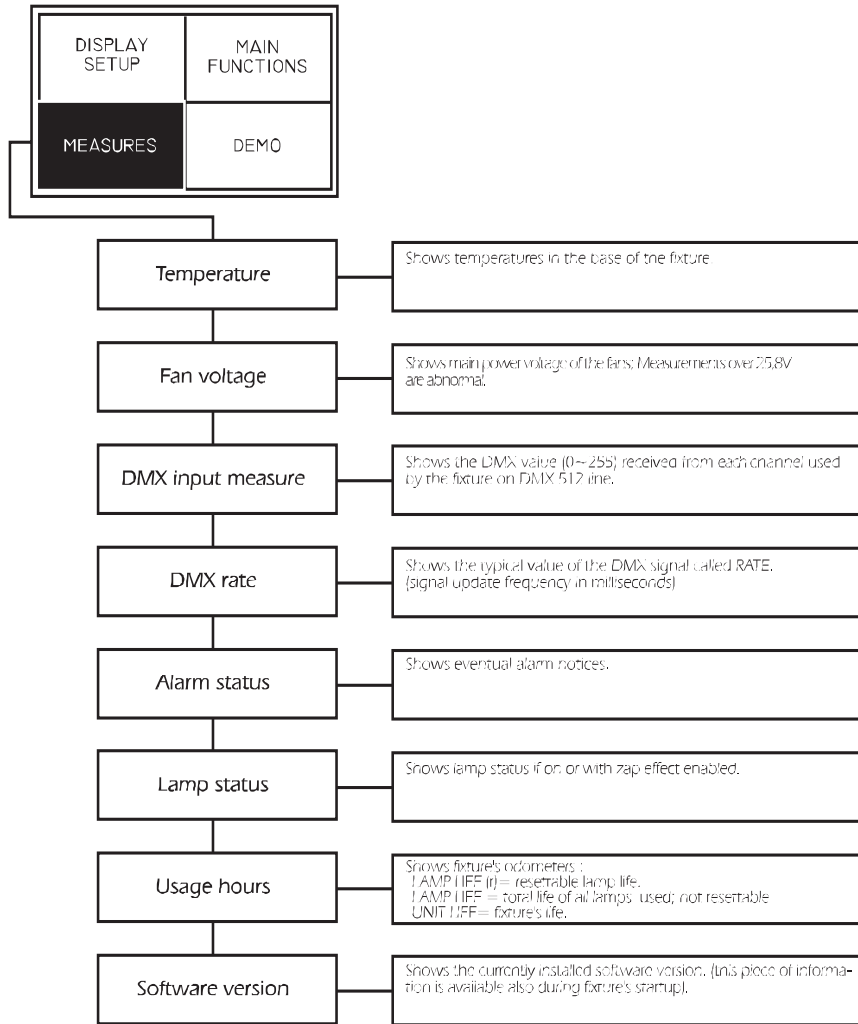 DISPLAY
SETUP
MAIN
FUNCTIONS
MEASURES
DEMO
Temperature
Shows temperatures in the base of the fixture.
Fan voltage
Shows main power voltage of the fans; Measurements over 25,8V
are abnormal.
DMX input measure
Shows the DMX value (0~255) received from each channel used
by the fixture on DMX 512 line.
DMX rate
Shows the typical value of the DMX signal called RATE.
(signal update frequency in milliseconds)
Alarm status
Shows eventual alarm notices.
Lamp status
Shows lamp status if on or with zap effect enabled.
Usage hours
Shows fixture's odometers :
LAMP LIFE (r)= resettable lamp life.
LAMP LIFE = total life of all lamps used; not resettable
UNIT LIFE= fixture's life.
Software version
Shows the currently installed software version. (this piece of informa-
tion is available also during fixture's startup).